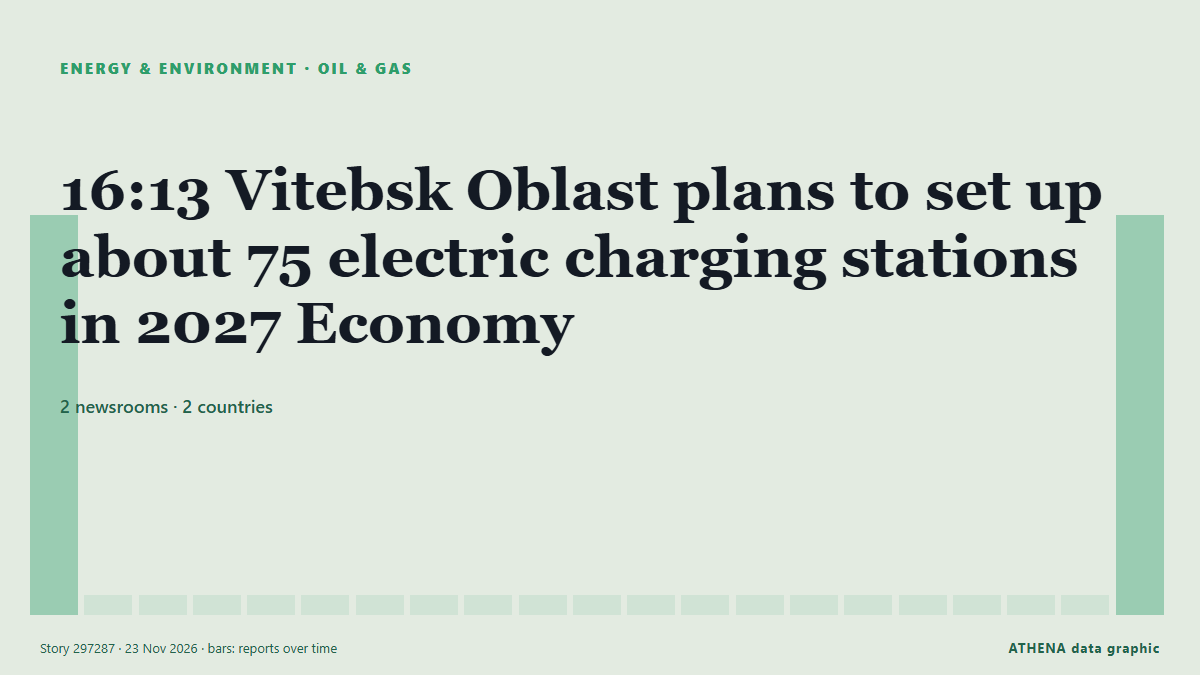 ENERGY & ENVIRONMENT · OIL & GAS
16:13 Vitebsk Oblast plans to set up
about 75 electric charging stations
in 2027 Economy
2 newsrooms · 2 countries
Story 297287 · 23 Nov 2026 · bars: reports over time
ATHENA data graphic